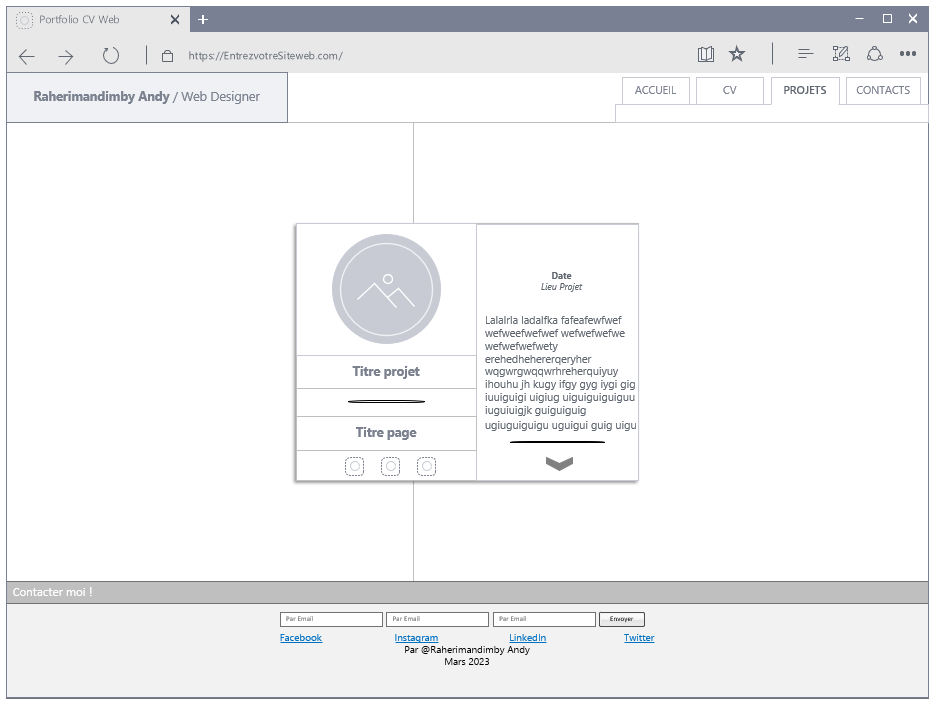 Portfolio CV Web
https://EntrezvotreSiteweb.com/
Raherimandimby Andy / Web Designer
ACCUEIL
CV
PROJETS
CONTACTS
Titre projet
Titre page
Date
Lieu Projet
Lalalrla ladalfka fafeafewfwef
wefweefwefwef wefwefwefwe
wefwefwefwety
erehedhehererqeryher
wqgwrgwqqwrhreherquiyuy
ihouhu jh kugy ifgy gyg iygi gig
iuuiguigi uigiug uiguiguiguiguu
iuguiuigjk guiguiguig
ugiuguiguigu uguigui guig uigu
Contacter moi !
Par Email
Par Email
Par Email
Envoyer
Facebook
Instagram
LinkedIn
Twitter
Par @Raherimandimby Andy
Mars 2023